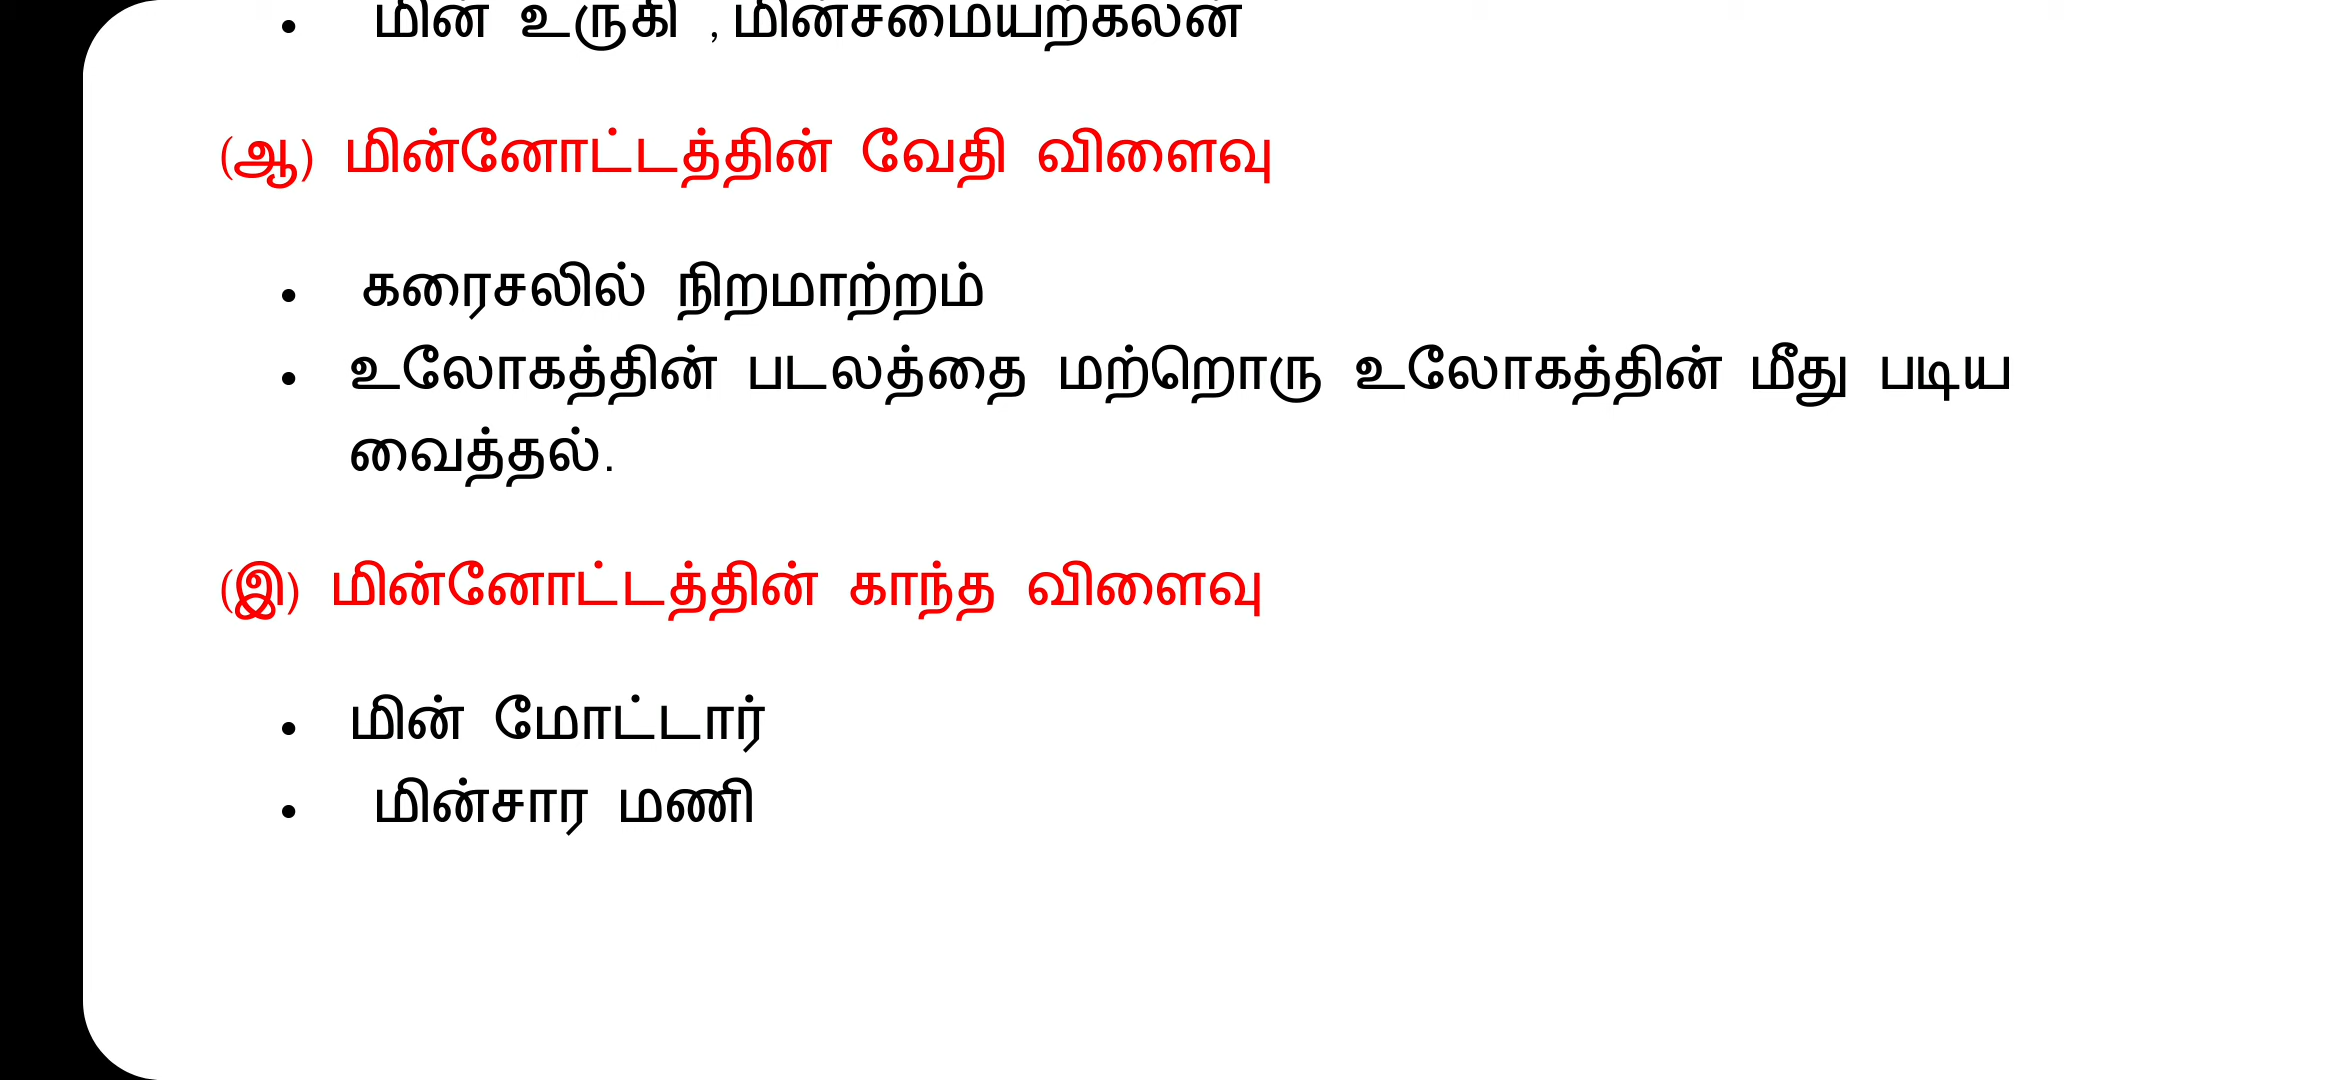 • மின் உருகி ,மின்சமையற்கலன்
(ஆ) மின்னோட்டத்தின் வேதி விளைவு
• கரைசலில் நிறமாற்றம்
• உலோகத்தின் படலத்தை மற்றொரு உலோகத்தின் மீது படிய
வைத்தல்.
(இ) மின்னோட்டத்தின் காந்த விளைவு
• மின் மோட்டார்
• மின்சார மணி